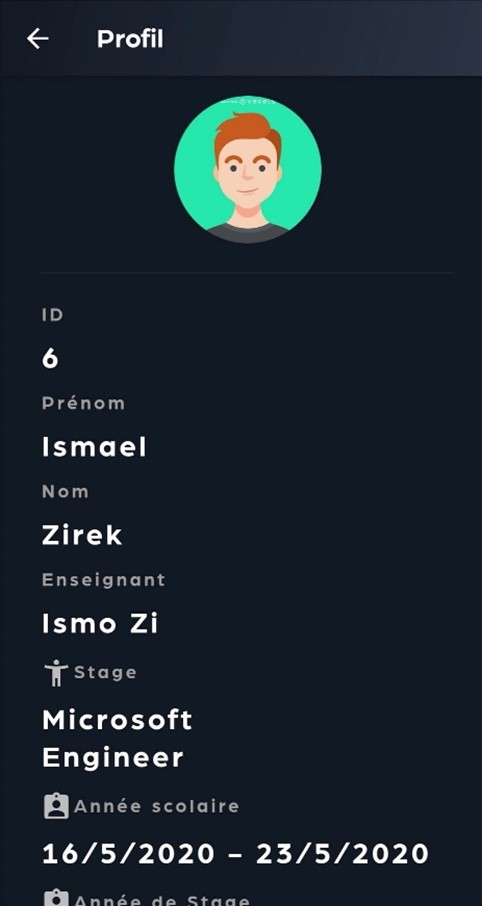 Profil
ID
6
Prénom
Ismael
Nom
Zirek
Enseignant
Ismo Zi
Stage
Microsoft
Engineer
Année scolaire
16/5/2020 - 23/5/2020
Année de Stage